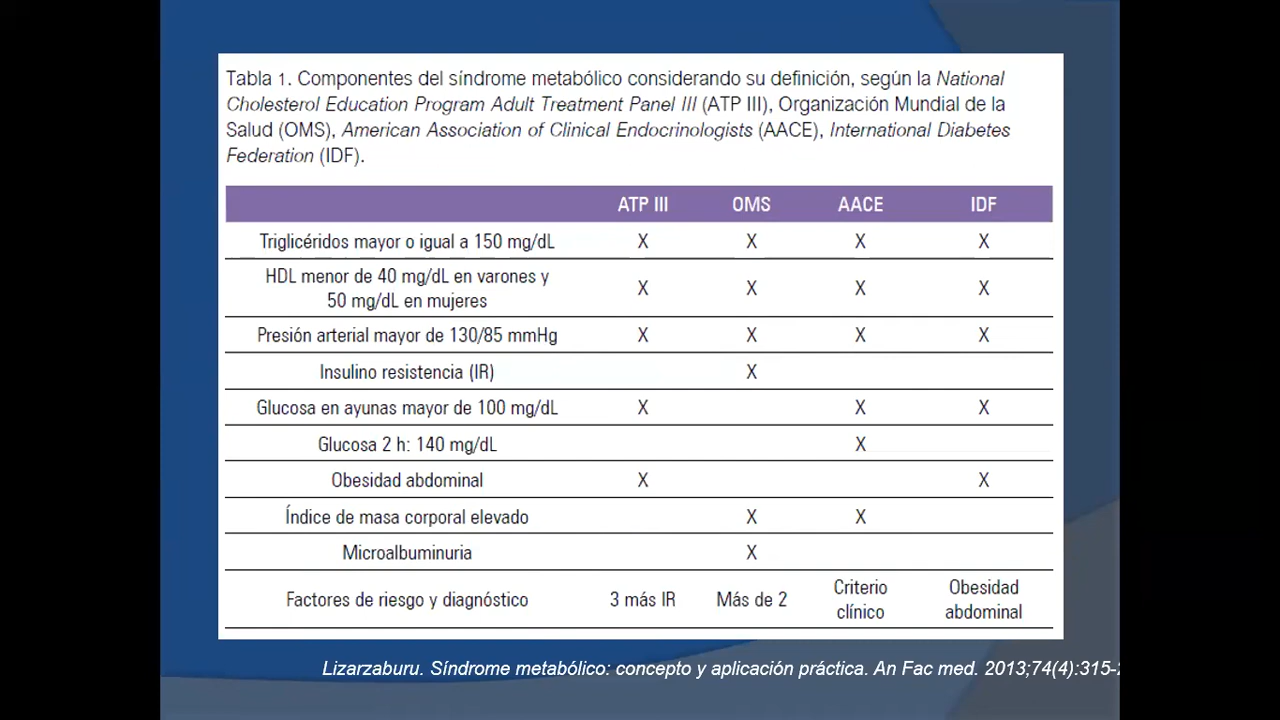 Tabla 1. Componentes del síndrome metabólico considerando su definición, según la National
Cholesterol Education Program Adult Treatment Panel III (ATP III), Organización Mundial de la
Salud (OMS), American Association of Clinical Endocrinologists (AACE), International Diabetes
Federation (IDF).
ATP III OMS AACE IDF
Triglicéridos mayor o igual a 150 mg/dL X X X X
HDL menor de 40 mg/dL en varones y
50 mg/dL en mujeres X X X X
Presión arterial mayor de 130/85 mmHg X X X X
Insulino resistencia (IR) X
Glucosa en ayunas mayor de 100 mg/dL X X X
Glucosa 2 h: 140 mg/dL X
Obesidad abdominal X X
Índice de masa corporal elevado X X
Microalbuminuria X
Factores de riesgo y diagnóstico 3 más IR Más de 2 Criterio clínico Obesidad abdominal
Lizarzaburu. Síndrome metabólico: concepto y aplicación práctica. An Fac med. 2013;74(4):315-